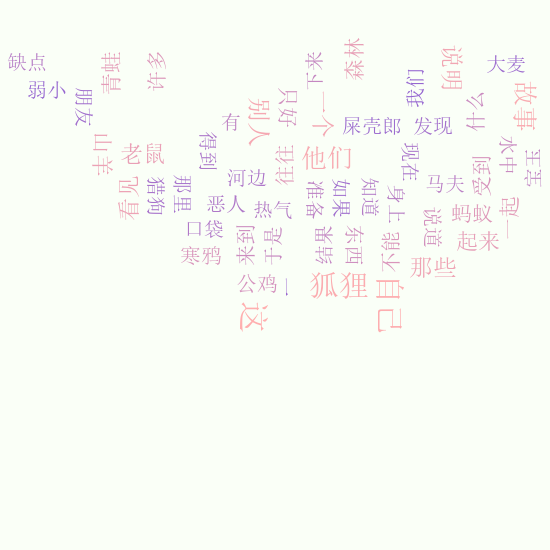 缺点
弱小
朋友
青蛙
许多
下来
森林
我们
说明
大麦
什么
故事
别人
只好
一个
有
屎壳郎
发现
得到
山羊
老鼠
看见
猎狗
那里
河边
往往
他们
现在
受到
水中
宝宝
马夫
恶人
热气
准备
如果
知道
身上
说道
蚂蚁
一起
起来
口袋
寒鸦
来到
于是
结果
东西
不能
那些
公鸡
一
狐狸
自己
这